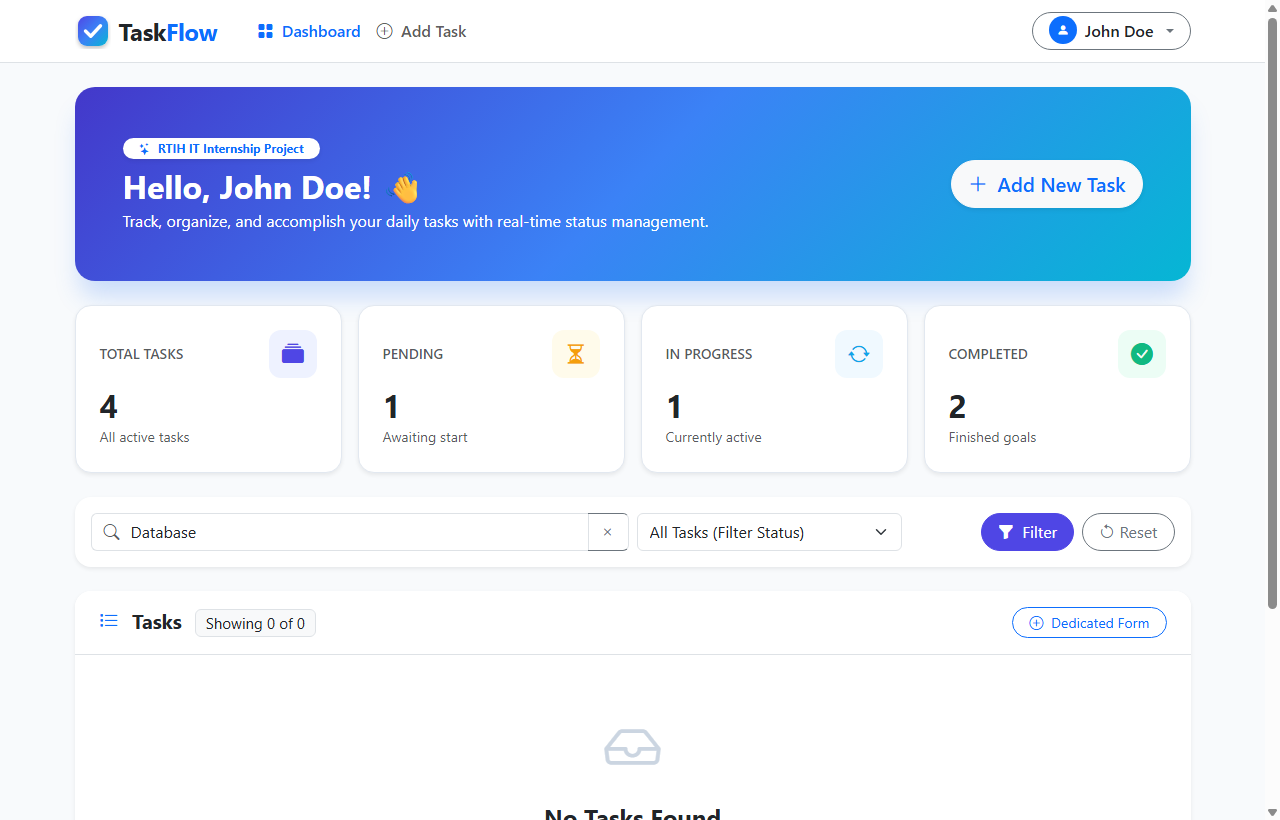 TaskFlow
Dashboard
Add Task
John Doe
RTIH IT Internship Project
Hello, John Doe! 👋
Track, organize, and accomplish your daily tasks with real-time status management.
Add New Task
TOTAL TASKS
4
All active tasks
PENDING
1
Awaiting start
IN PROGRESS
1
Currently active
COMPLETED
2
Finished goals
Database
All Tasks (Filter Status)
Filter
Reset
Tasks
Showing 0 of 0
Dedicated Form
No Tasks Found